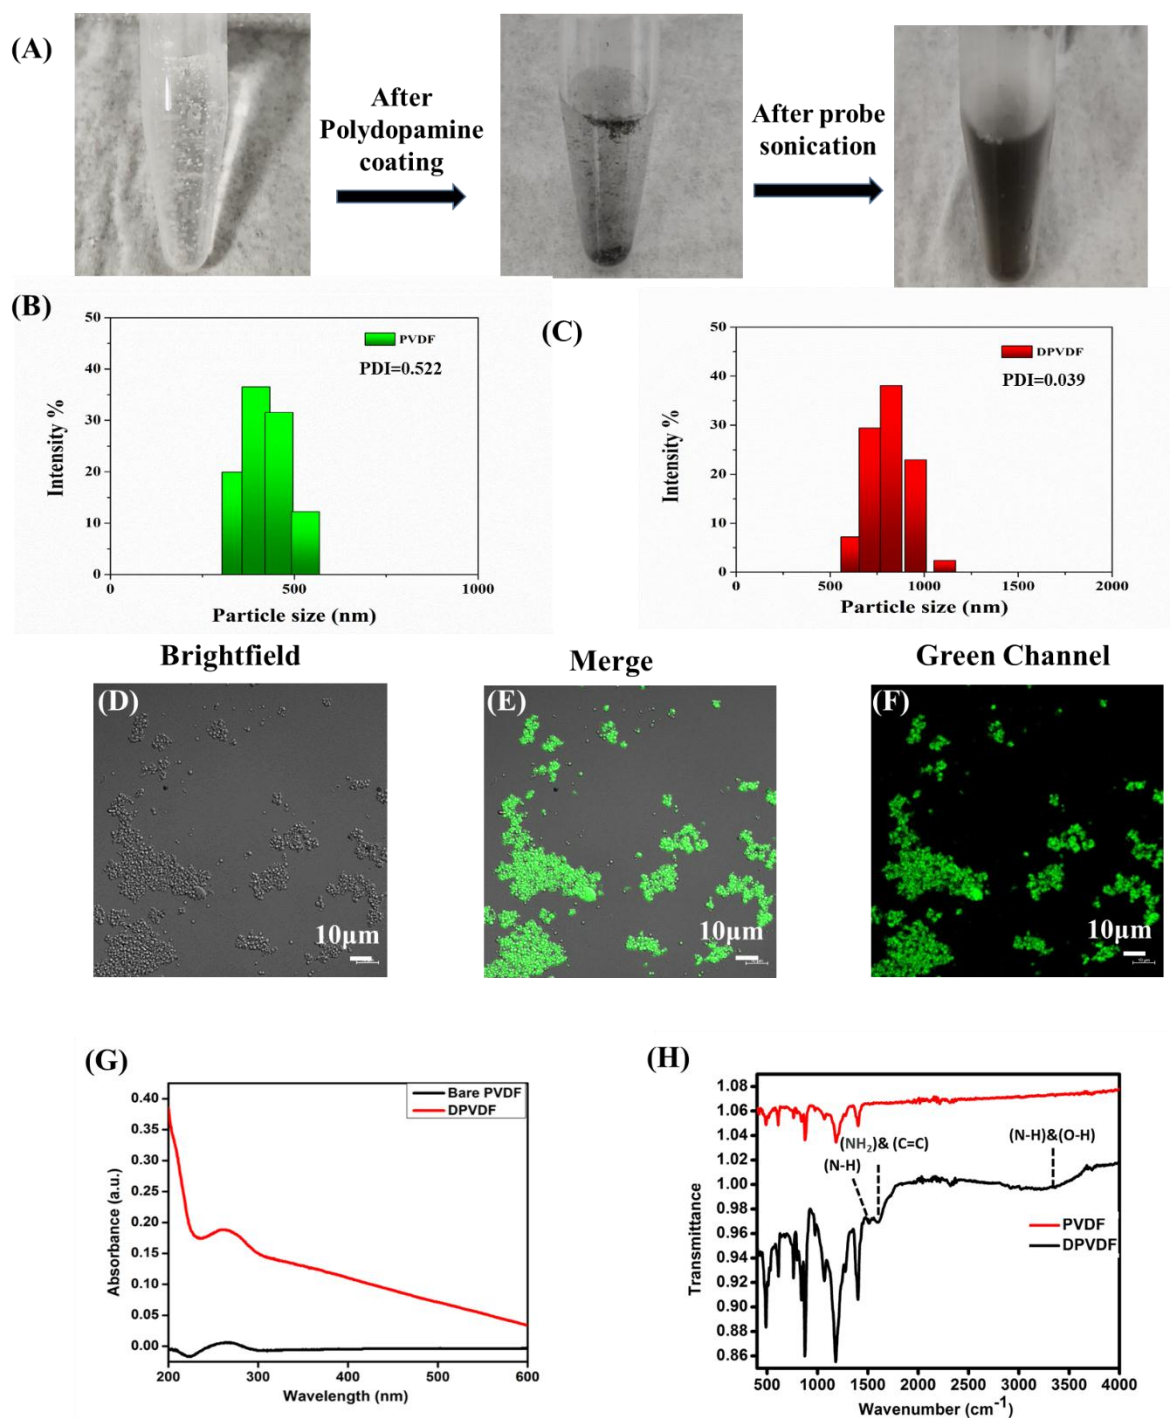 (A)
After
Polydopamine
coating
After probe
sonication
(B)
50
40
30
20
10
0
Intensity %
PVDF
PDI=0.522
0
500
1000
Particle size (nm)
(C)
50
40
30
20
10
0
Intensity %
DPVDF
PDI=0.039
0
500
1000
1500
2000
Particle size (nm)
Brightfield
Merge
Green Channel
(D)
10μm
(E)
10μm
(F)
10μm
(G)
0.40
0.35
0.30
0.25
0.20
0.15
0.10
0.05
0.00
Absorbance (a.u.)
Bare PVDF
DPVDF
200
300
400
500
600
Wavelength (nm)
(H)
1.08
1.06
1.04
1.02
1.00
0.98
0.96
0.94
0.92
0.90
0.88
0.86
Transmittance
(NH₂)& (C=C)
(N-H)
(N-H)&(O-H)
PVDF
DPVDF
500
1000
1500
2000
2500
3000
3500
4000
Wavenumber (cm⁻¹)